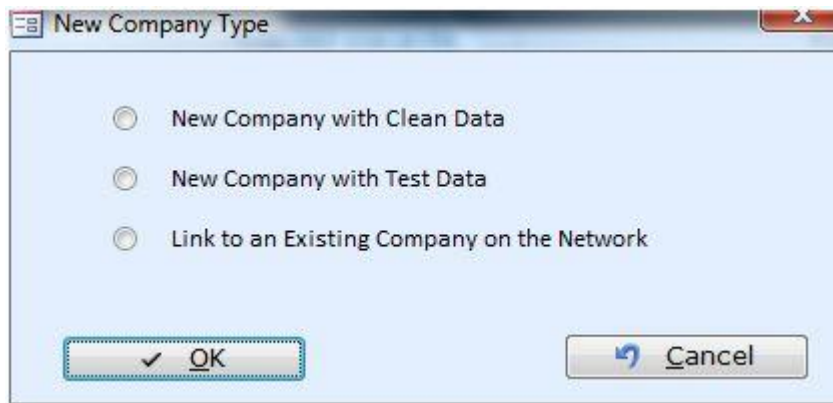 New Company Type
New Company with Clean Data
New Company with Test Data
Link to an Existing Company on the Network
OK
Cancel